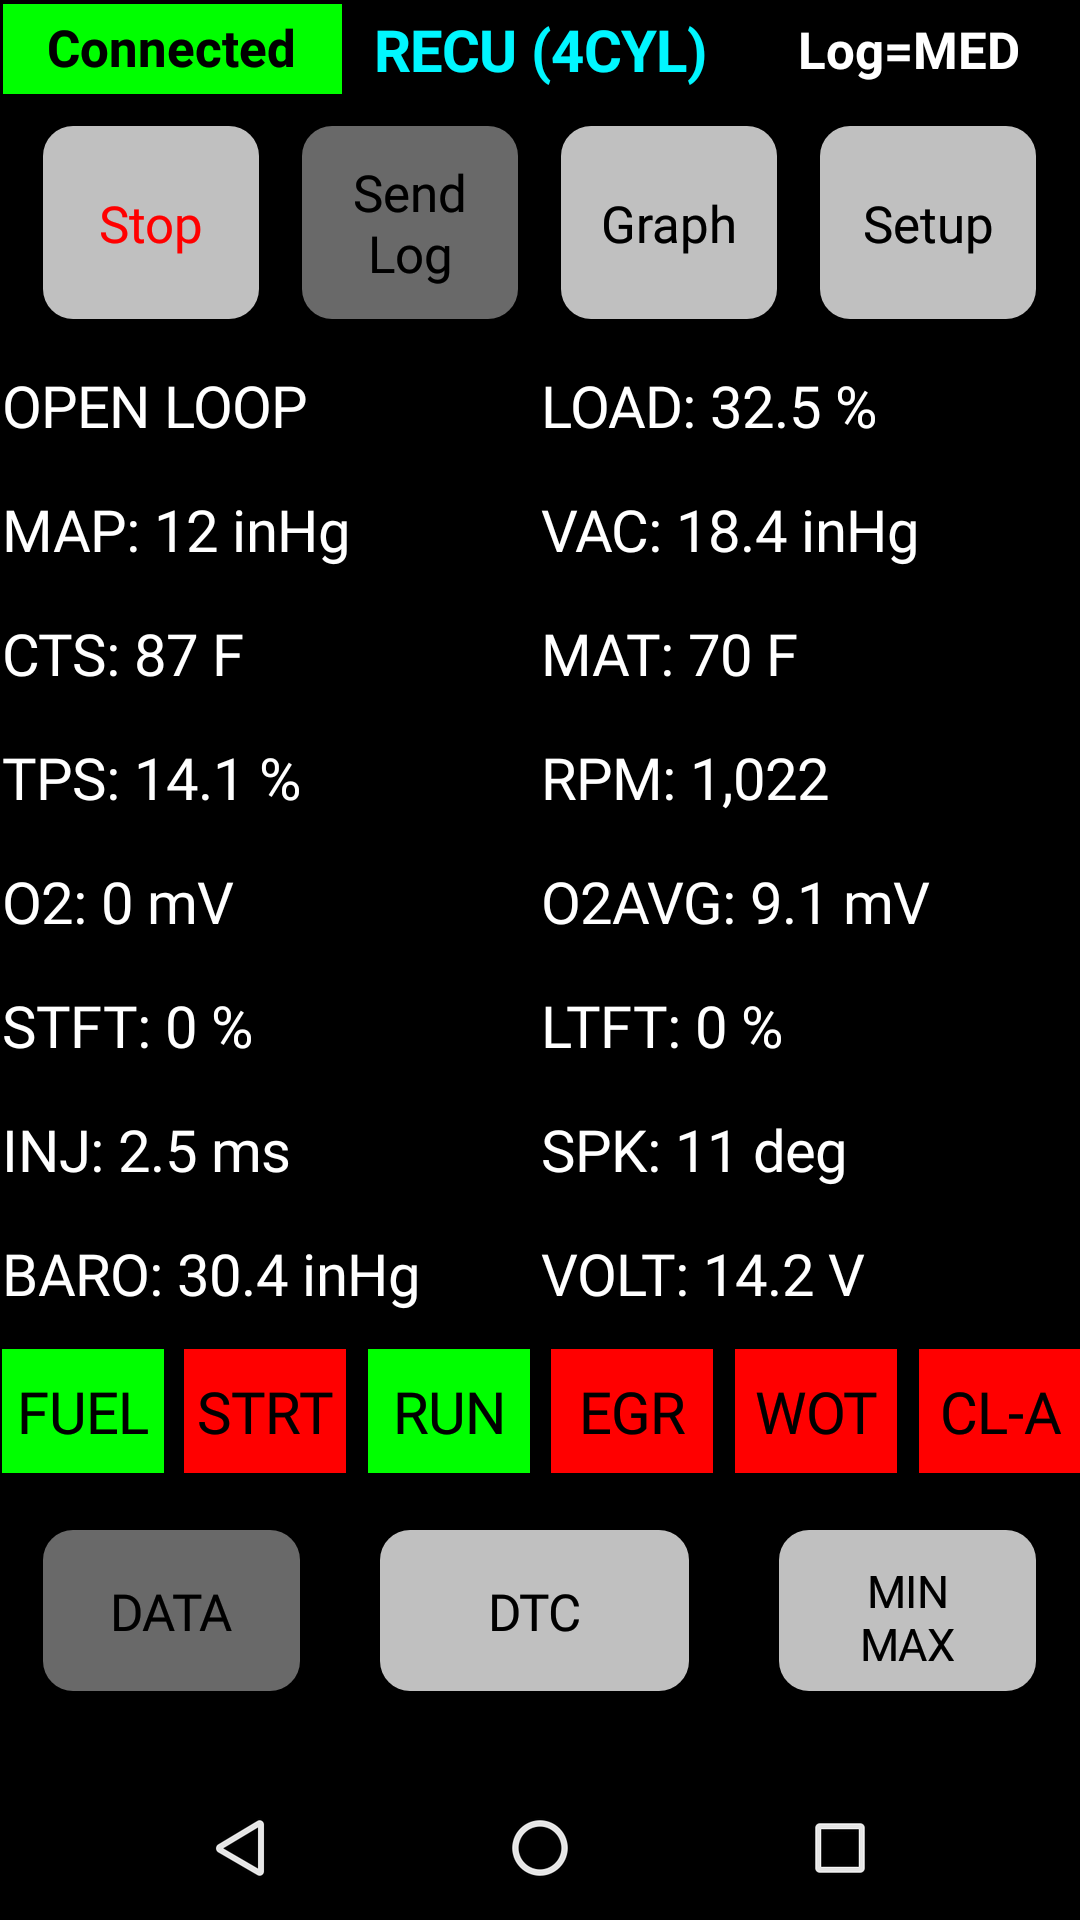 Connected RECU (4CYL) Log=MED
Stop Send Log Graph Setup
OPEN LOOP LOAD: 32.5 %
MAP: 12 inHg VAC: 18.4 inHg
CTS: 87 F MAT: 70 F
TPS: 14.1 % RPM: 1,022
O2: 0 mV O2AVG: 9.1 mV
STFT: 0 % LTFT: 0 %
INJ: 2.5 ms SPK: 11 deg
BARO: 30.4 inHg VOLT: 14.2 V
FUEL STRT RUN EGR WOT CL-A
DATA DTC MIN MAX